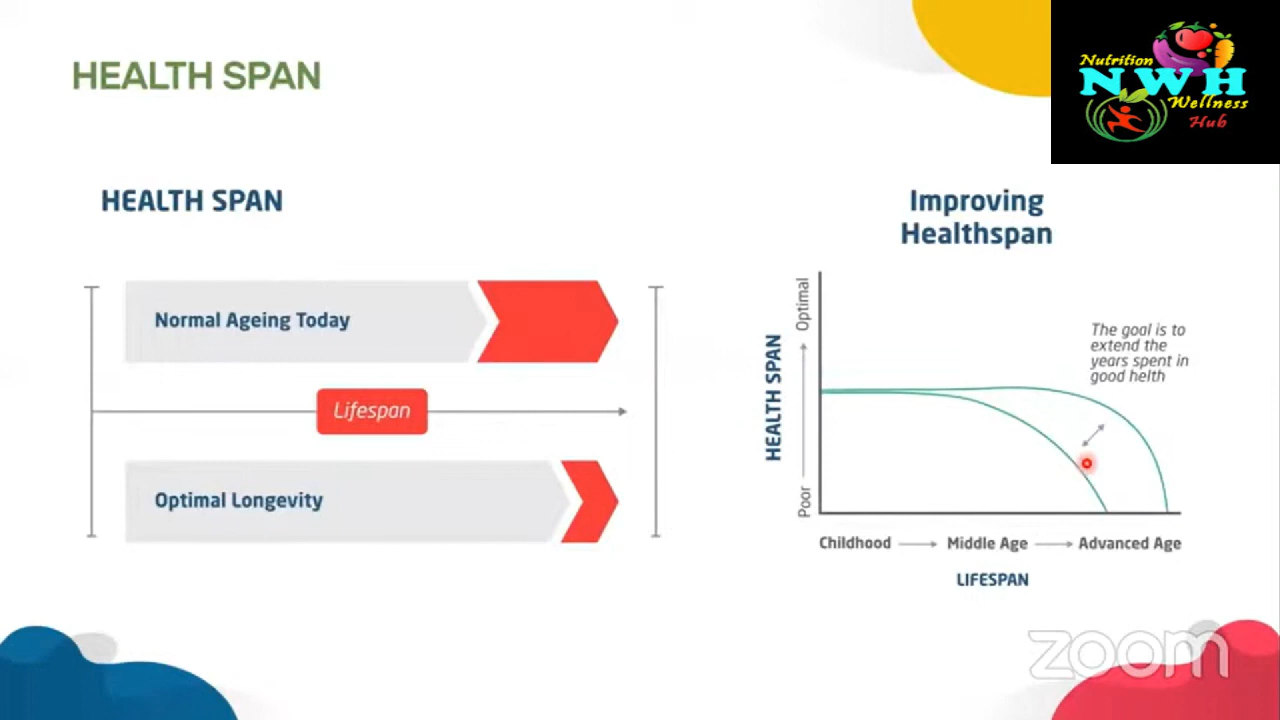 HEALTH SPAN
Nutrition
NWH
Wellness
Hub
HEALTH SPAN
Normal Ageing Today
Lifespan
Optimal Longevity
Improving
Healthspan
HEALTH SPAN
Poor
Optimal
The goal is to
extend the
years spent in
good helth
Childhood
Middle Age
Advanced Age
LIFESPAN
zoom